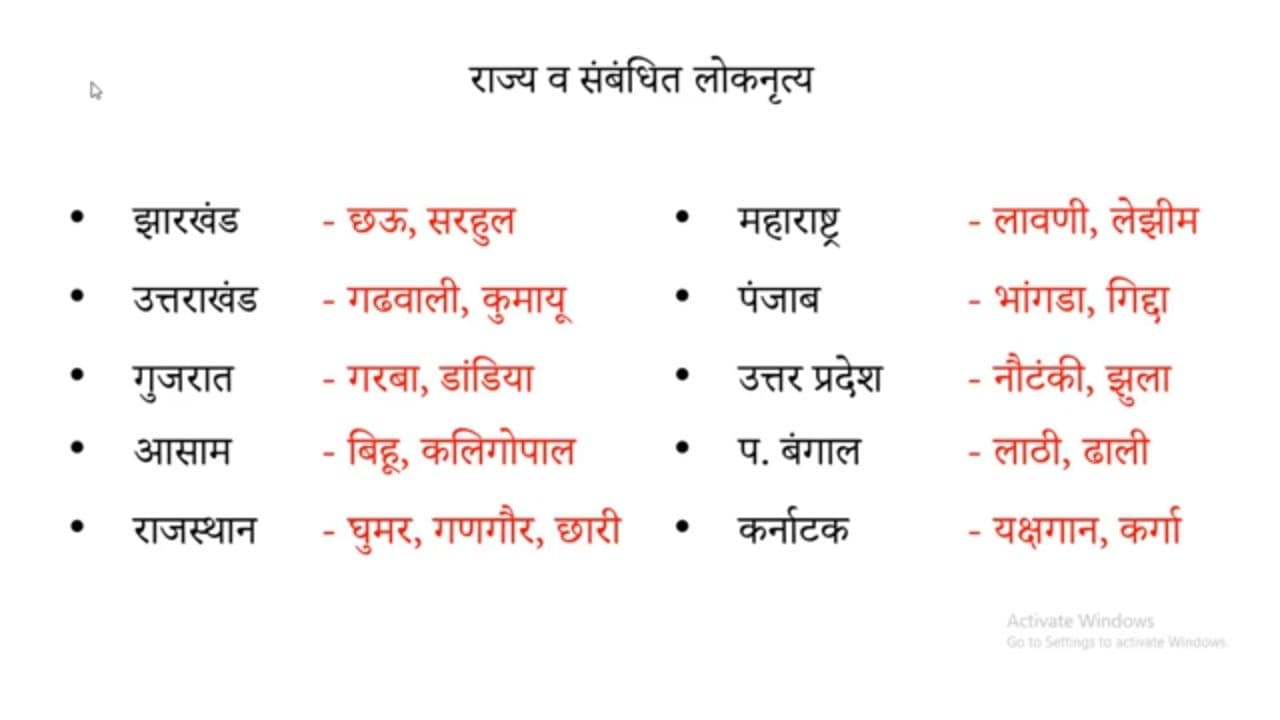 राज्य व संबंधित लोकनृत्य
• झारखंड - छऊ, सरहुल
• उत्तराखंड - गढवाली, कुमायू
• गुजरात - गरबा, डांडिया
• आसाम - बिहू, कलिगोपाल
• राजस्थान - घुमर, गणगौर, छारी
• महाराष्ट्र - लावणी, लेझीम
• पंजाब - भांगडा, गिद्दा
• उत्तर प्रदेश - नौटंकी, झुला
• प. बंगाल - लाठी, ढाली
• कर्नाटक - यक्षगान, कर्गा
Activate Windows
Go to Settings to activate Windows.